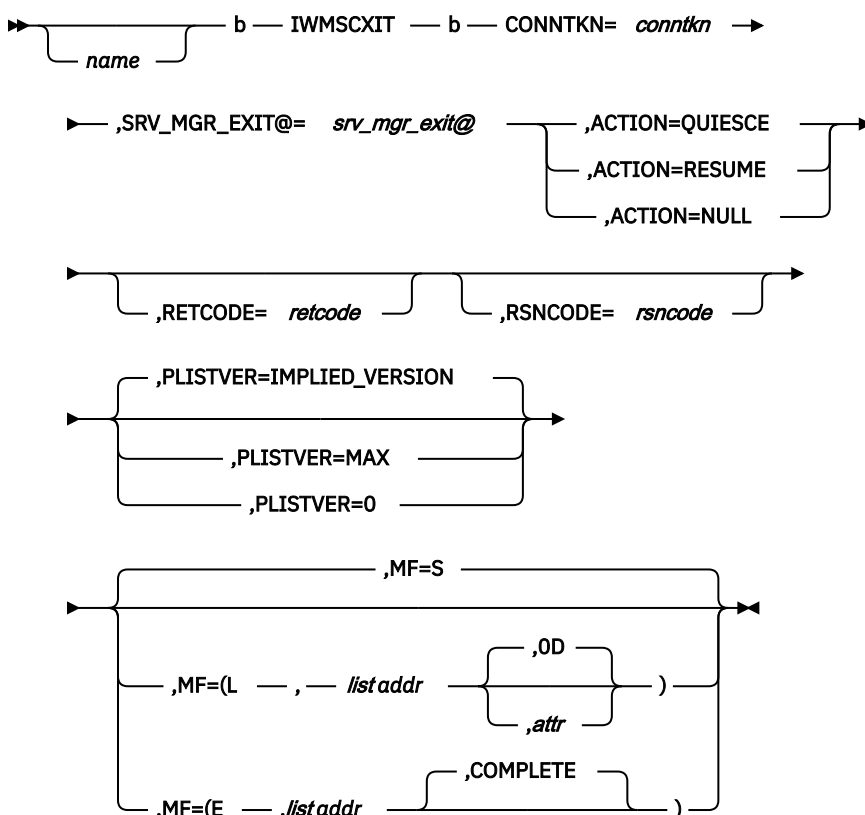 b IWMSCXIT b CONNTKN= conntkn
name
,SRV_MGR_EXIT@= srv_mgr_exit@ ,ACTION=QUIESCE
,ACTION=RESUME
,ACTION=NULL
,RETCODE= retcode ,RSNCODE= rsncode
,PLISTVER=IMPLIED_VERSION
,PLISTVER=MAX
,PLISTVER=0
,MF=S
,0D
,MF=(L , list addr )
,attr
,COMPLETE
,MF=(E ,list addr )